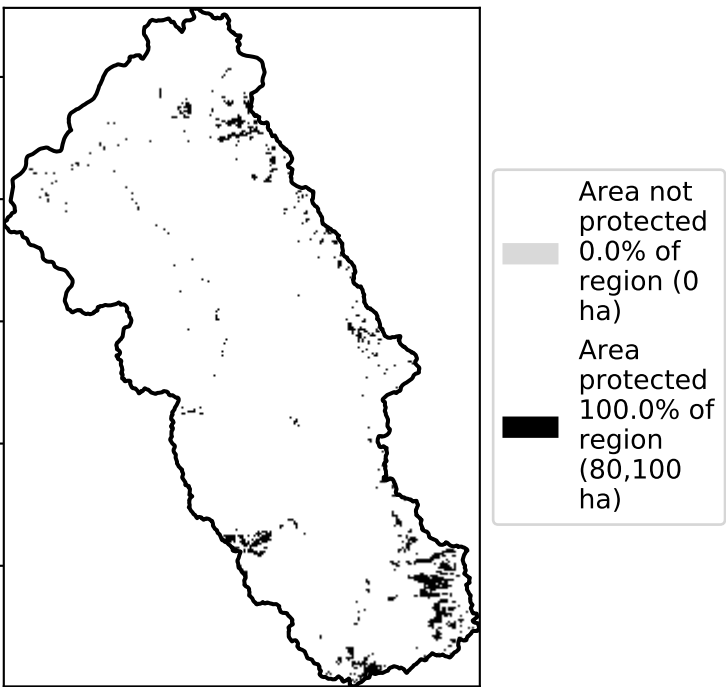 Area not
protected
0.0% of
region (0
ha)
Area
protected
100.0% of
region
(80,100
ha)